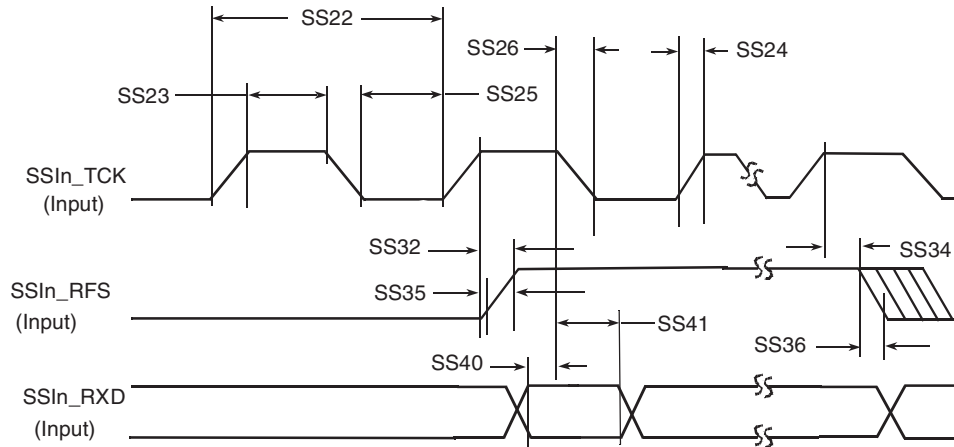 SS22
SS26
SS24
SS23
SS25
SSIn_TCK
(Input)
SS32
SS34
SSIn_RFS
(Input)
SS35
SS41
SS36
SS40
SSIn_RXD
(Input)